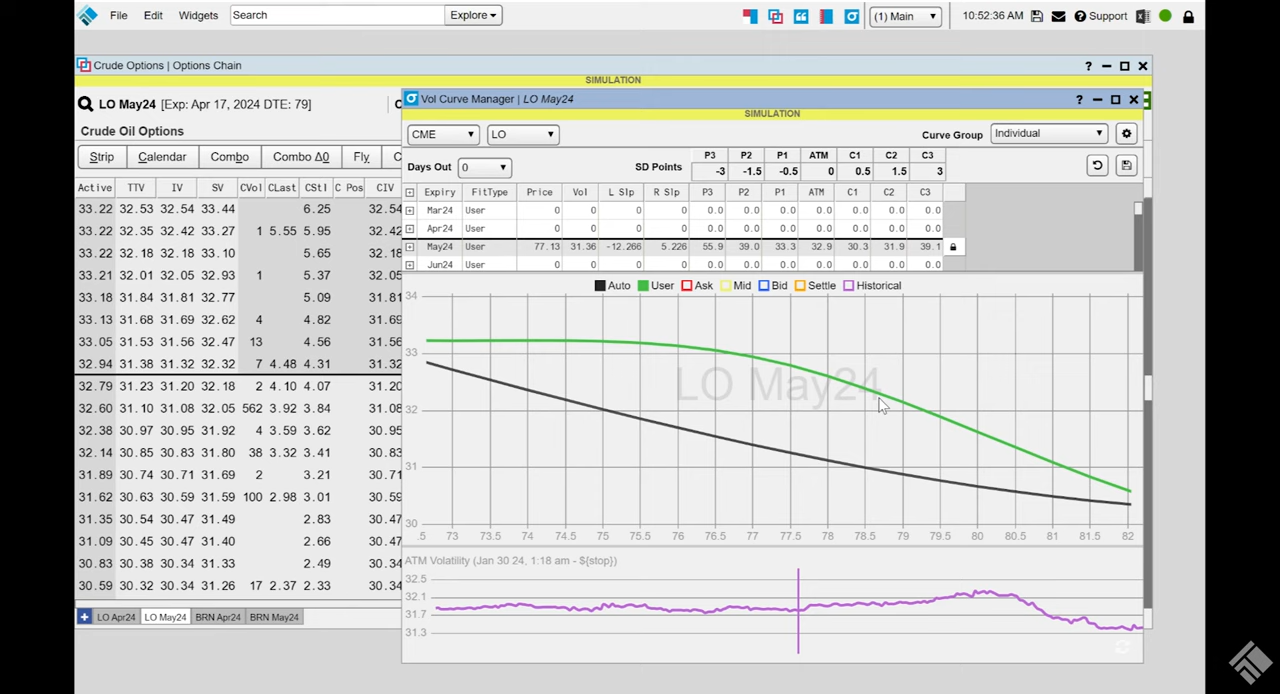 File Edit Widgets Search Explore (1) Main 10:52:36 AM Support
Crude Options | Options Chain ?
SIMULATION
LO May24 [Exp: Apr 17, 2024 DTE: 79]
Crude Oil Options
Strip Calendar Combo Combo Δ0 Fly C
Active TTV IV SV CVol CLast CStl C Pos CIV
33.22 32.53 32.54 33.44 6.25 32.54
33.22 32.35 32.42 33.27 1 5.55 5.95 32.42
33.22 32.18 32.18 33.10 5.65 32.18
33.21 32.01 32.05 32.93 1 5.37 32.05
33.18 31.84 31.81 32.77 5.09 31.81
33.13 31.68 31.69 32.62 4 4.82 31.69
33.05 31.53 31.56 32.47 13 4.56 31.56
32.94 31.38 31.32 32.32 7 4.48 4.31 31.32
32.79 31.23 31.20 32.18 2 4.10 4.07 31.20
32.60 31.10 31.08 32.05 562 3.92 3.84 31.08
32.38 30.97 30.95 31.92 4 3.59 3.62 30.95
32.14 30.85 30.83 31.80 38 3.32 3.41 30.83
31.89 30.74 30.71 31.69 2 3.21 30.71
31.62 30.63 30.59 31.59 100 2.98 3.01 30.59
31.35 30.54 30.47 31.49 2.83 30.47
31.09 30.45 30.47 31.40 2.66 30.47
30.83 30.38 30.34 31.33 2.49 30.34
30.59 30.32 30.34 31.26 17 2.37 2.33 30.34
LO Apr24 LO May24 BRN Apr24 BRN May24
Vol Curve Manager | LO May24 ?
SIMULATION
CME LO Curve Group Individual
P3 P2 P1 ATM C1 C2 C3
Days Out 0 SD Points -3 -1.5 -0.5 0 0.5 1.5 3
Expiry FitType Price Vol L Slp R Slp P3 P2 P1 ATM C1 C2 C3
Mar24 User 0 0 0 0 0.0 0.0 0.0 0.0 0.0 0.0 0.0
Apr24 User 0 0 0 0 0.0 0.0 0.0 0.0 0.0 0.0 0.0
May24 User 77.13 31.36 -12.266 5.226 55.9 39.0 33.3 32.9 30.3 31.9 39.1
Jun24 User 0 0 0 0 0.0 0.0 0.0 0.0 0.0 0.0 0.0
Auto User Ask Mid Bid Settle Historical
34
33
LO May24
32
31
30
.5 73 73.5 74 74.5 75 75.5 76 76.5 77 77.5 78 78.5 79 79.5 80 80.5 81 81.5 82
ATM Volatility (Jan 30 24, 1:18 am - ${stop})
32.5
32.1
31.7
31.3